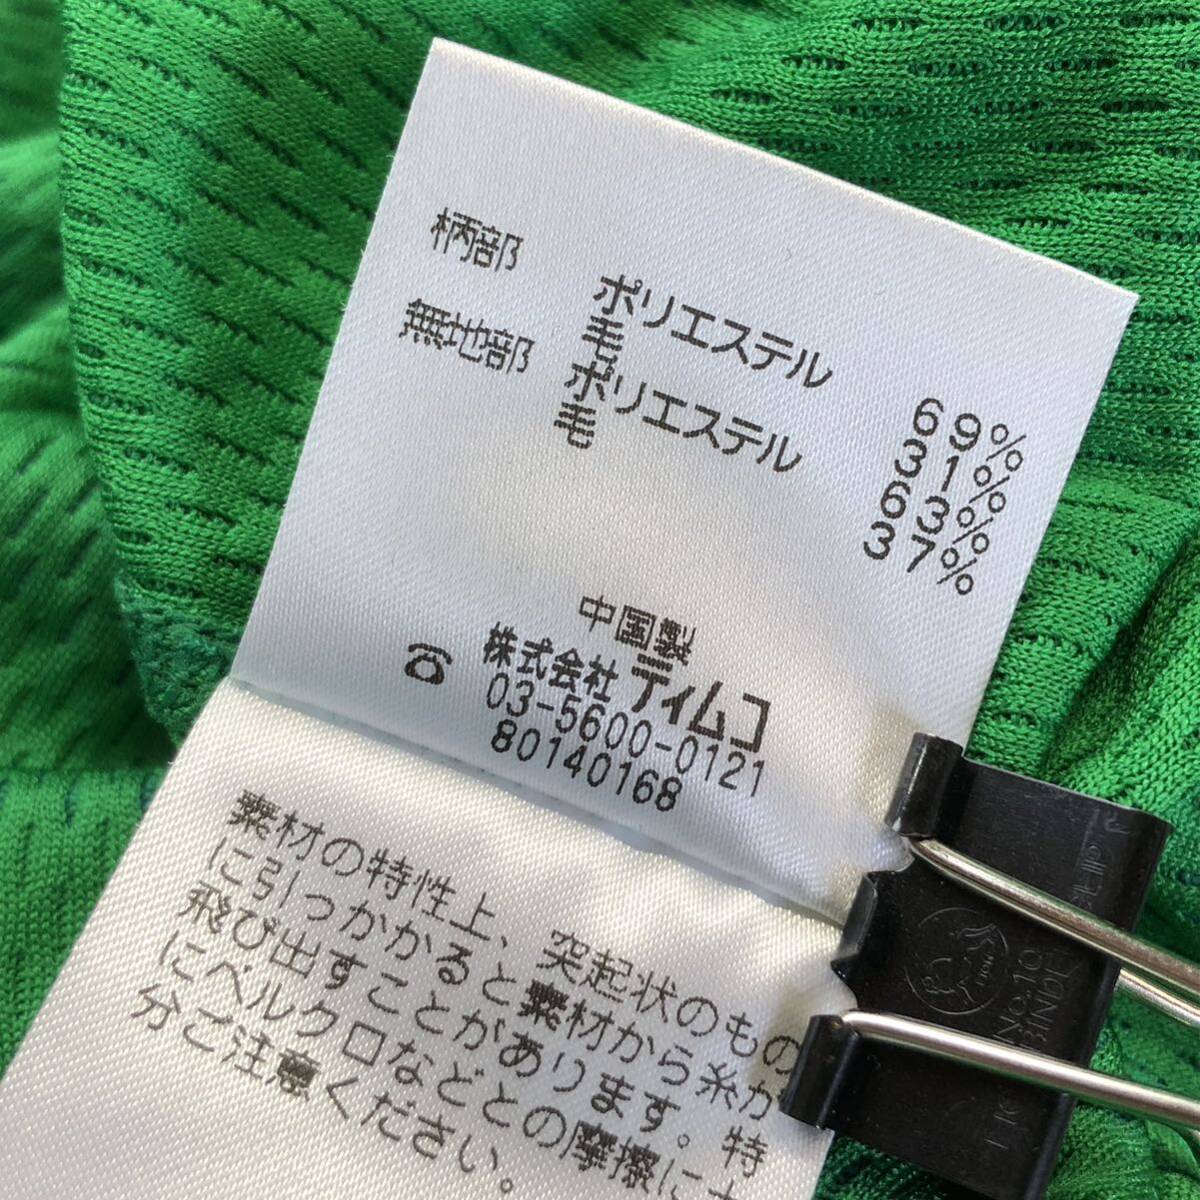 柄部 ポリエステル 69%
毛 31%
無地部 ポリエステル 63%
毛 37%
中国製
株式会社 ティムコ
☎ 03-5600-0121
80140168
素材の特性上、突起状のもの
に引っかかると素材から糸が
飛び出すことがあります。特
にベルクロなどとの摩擦に十
分ご注意ください。
No.10